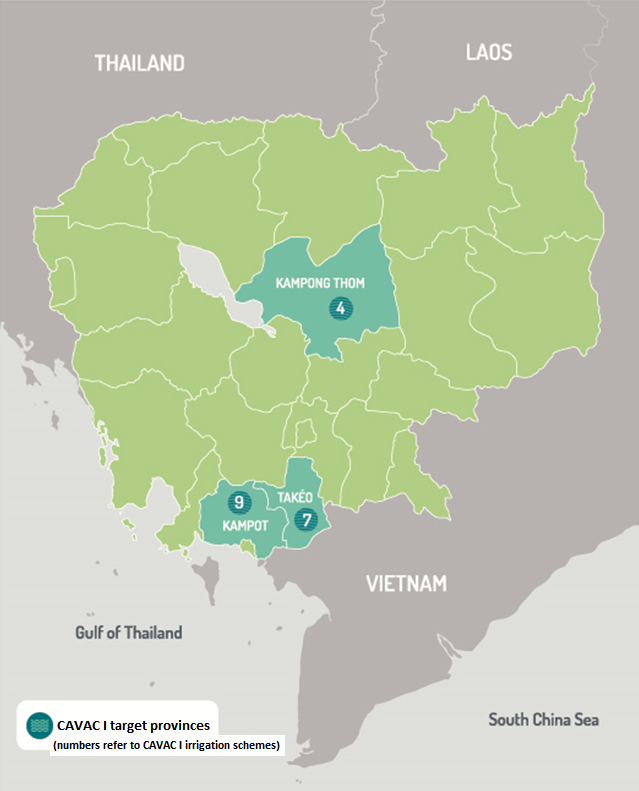 THAILAND
LAOS
KAMPONG THOM
4
9
TAKÉO
KAMPOT
7
VIETNAM
Gulf of Thailand
South China Sea
CAVAC I target provinces
(numbers refer to CAVAC I irrigation schemes)